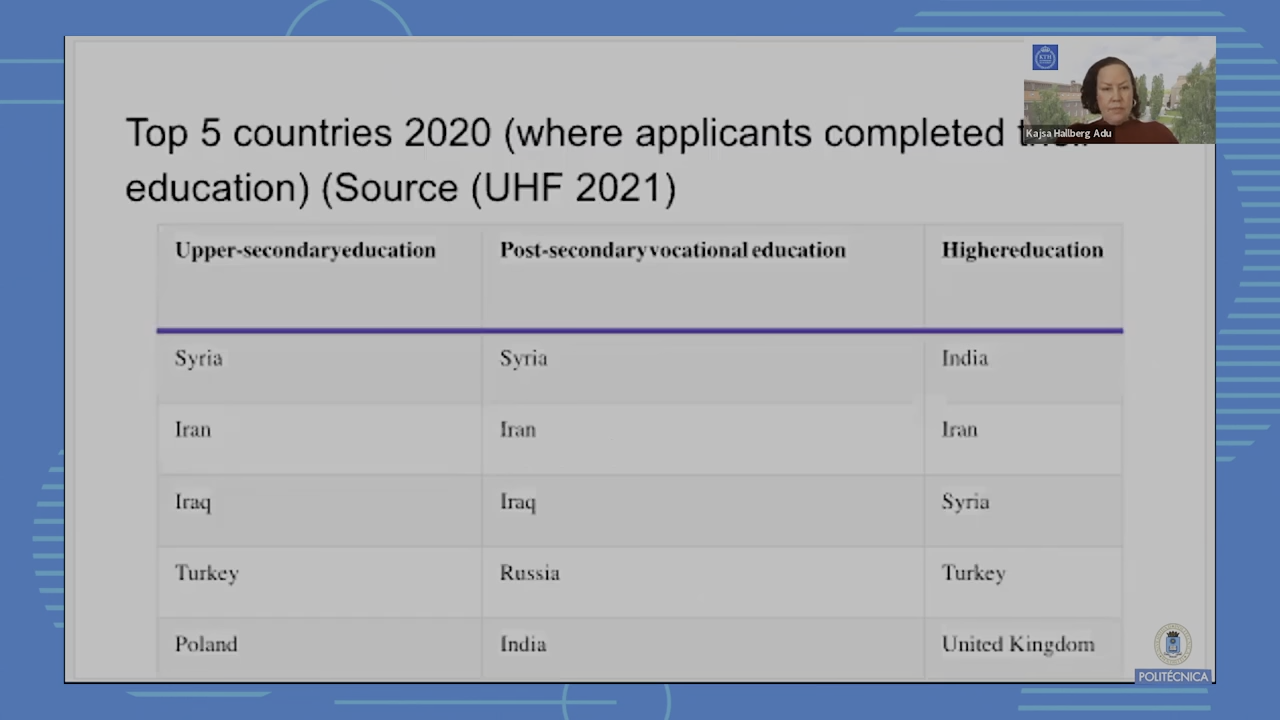 Top 5 countries 2020 (where applicants completed
education) (Source (UHF 2021)
KTH
Kajsa Hallberg Adu
Upper-secondaryeducation Post-secondaryvocational education Highereducation
Syria Syria India
Iran Iran Iran
Iraq Iraq Syria
Turkey Russia Turkey
Poland India United Kingdom
POLITÉCNICA